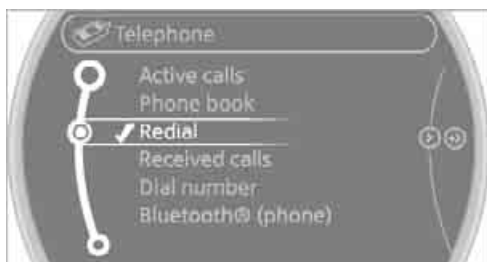 Telephone
Active calls
Phone book
Redial
Received calls
Dial number
Bluetooth® (phone)